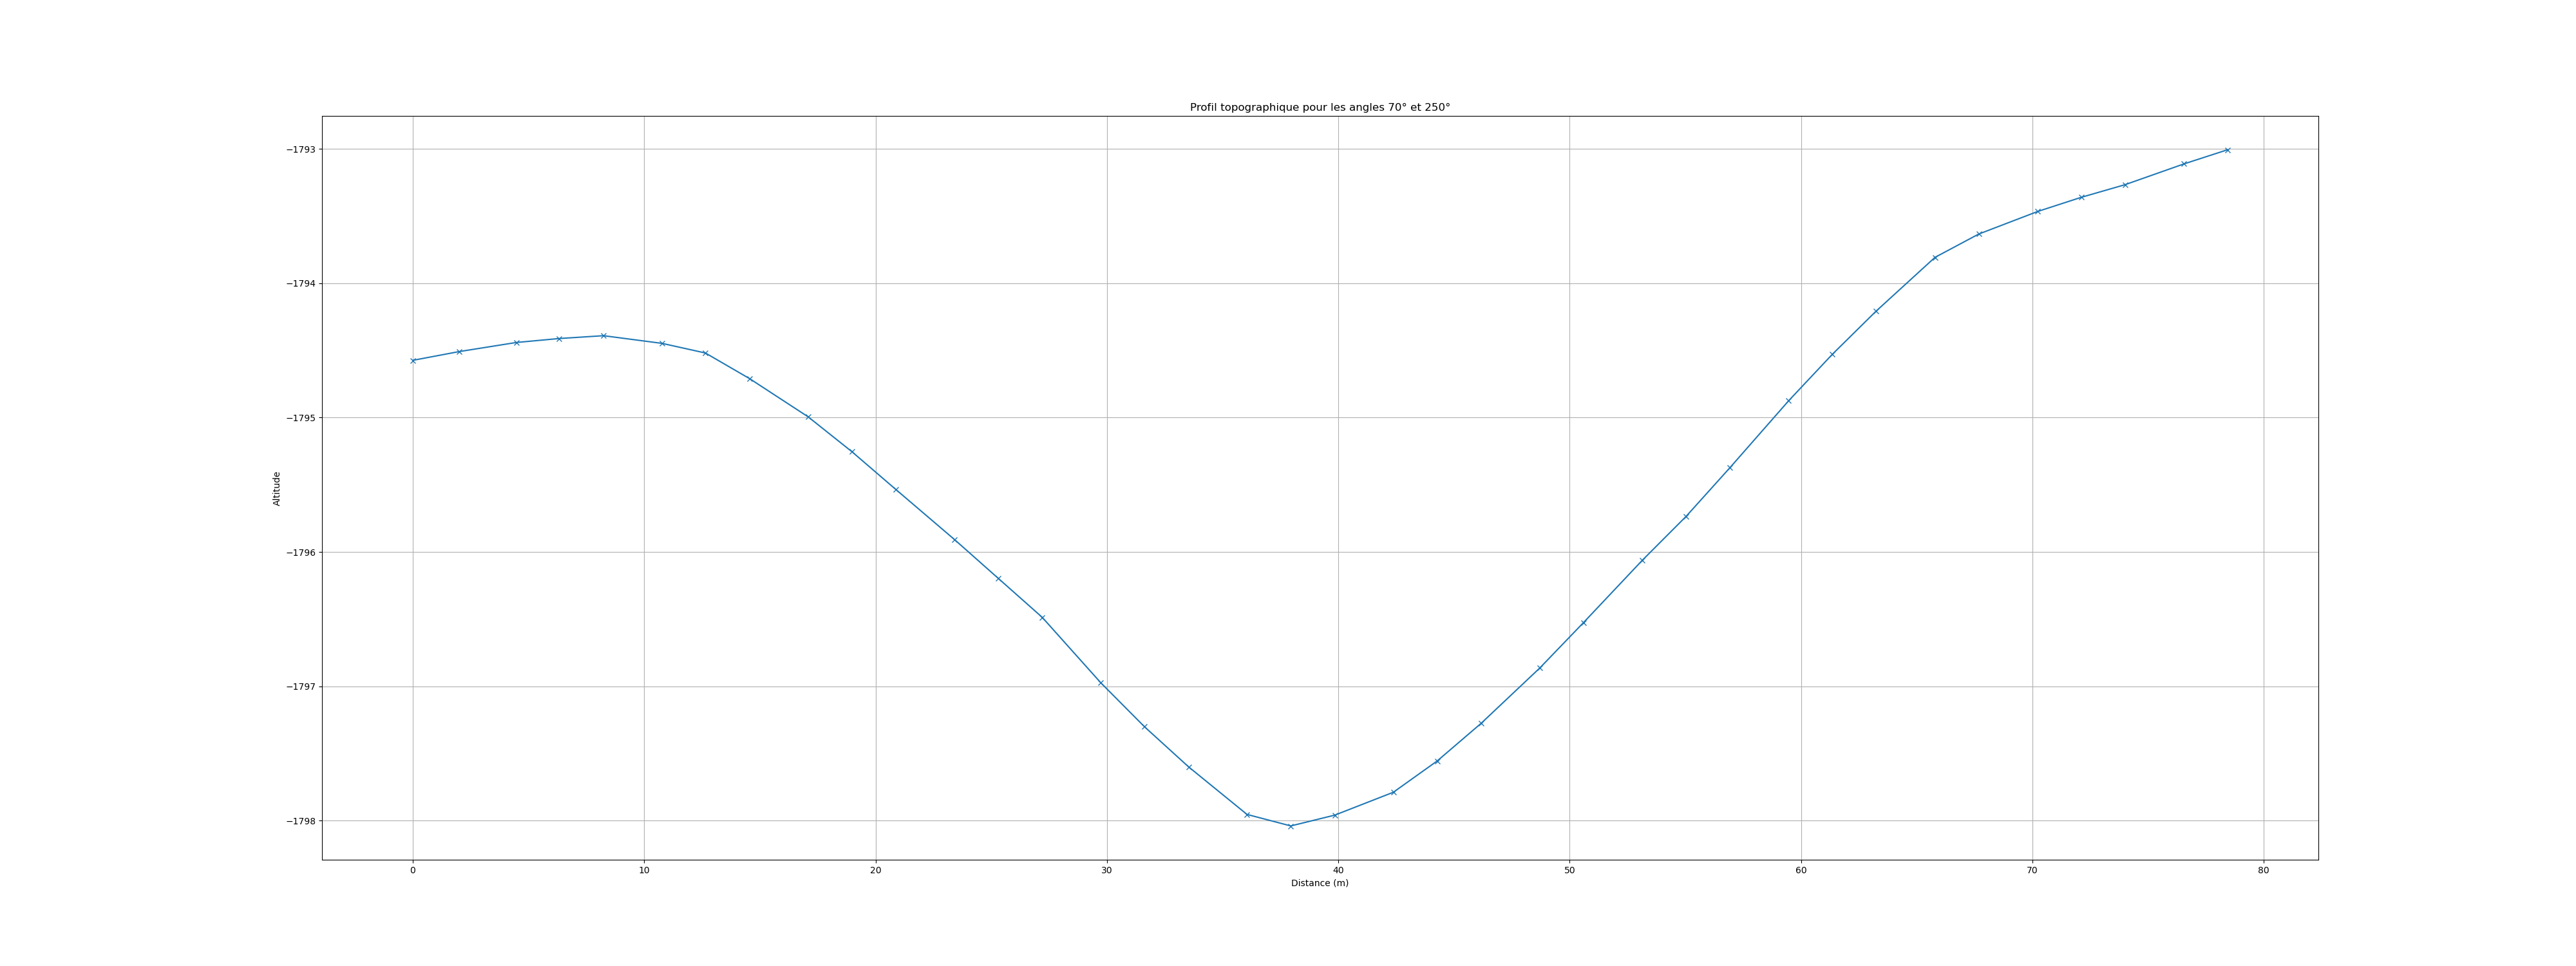 Profil topographique pour les angles 70° et 250°
−1793
−1794
−1795
−1796
−1797
−1798
Altitude
0 10 20 30 40 50 60 70 80
Distance (m)